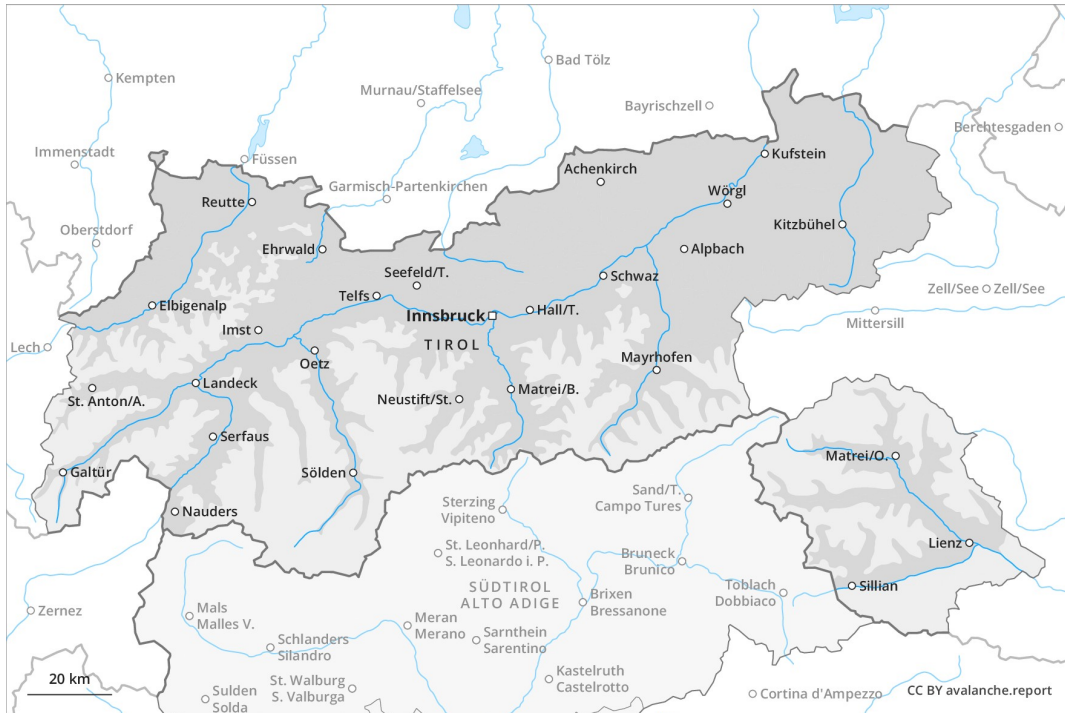 Kempten
Bad Tölz
Murnau/Staffelsee
Bayrischzell
Berchtesgaden
Immenstadt
Füssen
Kufstein
Achenkirch
Garmisch-Partenkirchen
Reutte
Wörgl
Oberstdorf
Kitzbühel
Ehrwald
Alpbach
Seefeld/T.
Schwaz
Zell/See
Zell/See
Telfs
Elbigenalp
Innsbruck
Hall/T.
Mittersill
Imst
Lech
TIROL
Oetz
Mayrhofen
Landeck
St. Anton/A.
Neustift/St.
Matrei/B.
Serfaus
Matrei/O.
Galtür
Sölden
Sand/T.
Campo Tures
Sterzing
Vipiteno
Nauders
Lienz
St. Leonhard/P.
S. Leonardo i. P.
Bruneck
Brunico
SÜDTIROL
ALTO ADIGE
Sillian
Toblach
Dobbiaco
Brixen
Bressanone
Zernez
Mals
Malles V.
Meran
Merano
Sarnthein
Sarentino
Schlanders
Silandro
Kastelruth
Castelrotto
St. Walburg
S. Valburga
20 km
Sulden
Solda
Cortina d'Ampezzo
CC BY avalanche.report